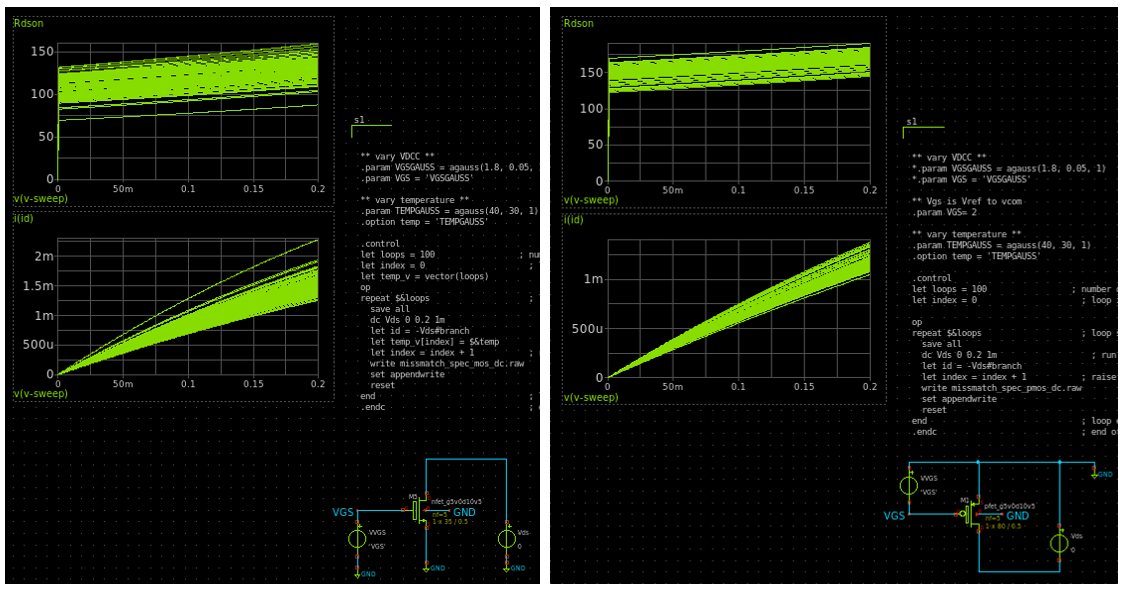 Rdson
150
100
50
0
0 50m 0.1 0.15 0.2
v(v-sweep)
i(id)
2m
1.5m
1m
500u
0
0 50m 0.1 0.15 0.2
v(v-sweep)
s1
** vary VDCC **
.param VGSGAUSS = agauss(1.8, 0.05,
.param VGS = 'VGSGAUSS'
** vary temperature **
.param TEMPGAUSS = agauss(40, 30, 1)
.option temp = 'TEMPGAUSS'
.control
let loops = 100 ; nu
let index = 0 ;
let temp_v = vector(loops)
op
repeat $&loops ;
save all
dc Vds 0 0.2 1m
let id = -Vds#branch
let temp_v[index] = $&temp
let index = index + 1 ;
write missmatch_spec_mos_dc.raw
set appendwrite
reset
end ;
.endc ;
VGS
VVGS
'VGS'
GND
M5
nfet_g5v0d10v5
nf=5
1 x 35 / 0.5
GND
GND
Vds
0
GND
Rdson
150
100
50
0
0 50m 0.1 0.15 0.2
v(v-sweep)
i(id)
1m
500u
0
0 50m 0.1 0.15 0.2
v(v-sweep)
s1
** vary VDCC **
*.param VGSGAUSS = agauss(1.8, 0.05, 1)
*.param VGS = 'VGSGAUSS'
** Vgs is Vref to vcom
.param VGS= 2
** vary temperature **
.param TEMPGAUSS = agauss(40, 30, 1)
.option temp = 'TEMPGAUSS'
.control
let loops = 100 ; number
let index = 0 ; loop
op
repeat $&loops ; loop
save all
dc Vds 0 0.2 1m ; run
let id = -Vds#branch
let index = index + 1 ; raise
write missmatch_spec_pmos_dc.raw
set appendwrite
reset
end ; loop
.endc ; end
VVGS
'VGS'
VGS
M1
pfet_g5v0d10v5
nf=5
1 x 80 / 0.5
GND
GND
Vds
0